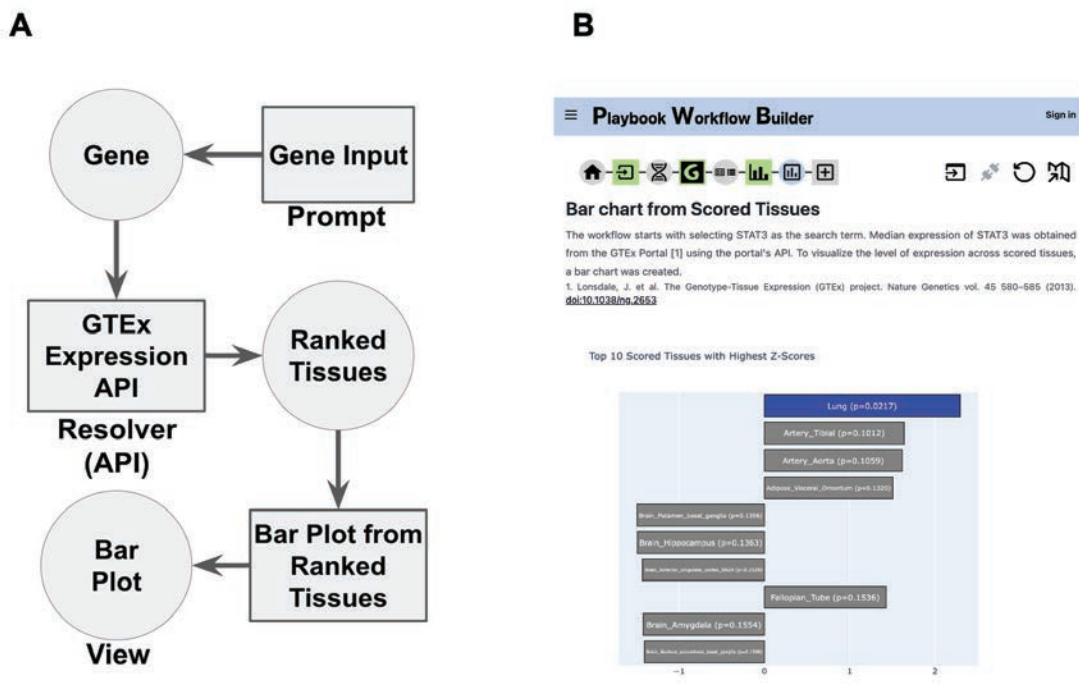 A
Gene
Gene Input
Prompt
GTEx
Expression
API
Resolver
(API)
Ranked
Tissues
Bar
Plot
View
Bar Plot from
Ranked
Tissues
B
Playbook Workflow Builder
Sign in
Bar chart from Scored Tissues
The workflow starts with selecting STAT3 as the search term. Median expression of STAT3 was obtained
from the GTEx Portal [1] using the portal's API. To visualize the level of expression across scored tissues,
a bar chart was created.
1. Lonsdale, J. et al. The Genotype-Tissue Expression (GTEx) project. Nature Genetics vol. 45 580–585 (2013).
doi:10.1038/ng.2653
Top 10 Scored Tissues with Highest Z-Scores
Lung (p=0.0217)
Artery_Tibial (p=0.1012)
Artery_Aorta (p=0.1059)
Adipose_Visceral_Omentum (p=0.1320)
Brain_Putamen_basal_ganglia
Brain_Hippocampus (p=0.1363)
Brain_Anterior_cingulate_cortex_BA24
Fallopian_Tube (p=0.1536)
Brain_Amygdala (p=0.1554)
−1 0 1 2